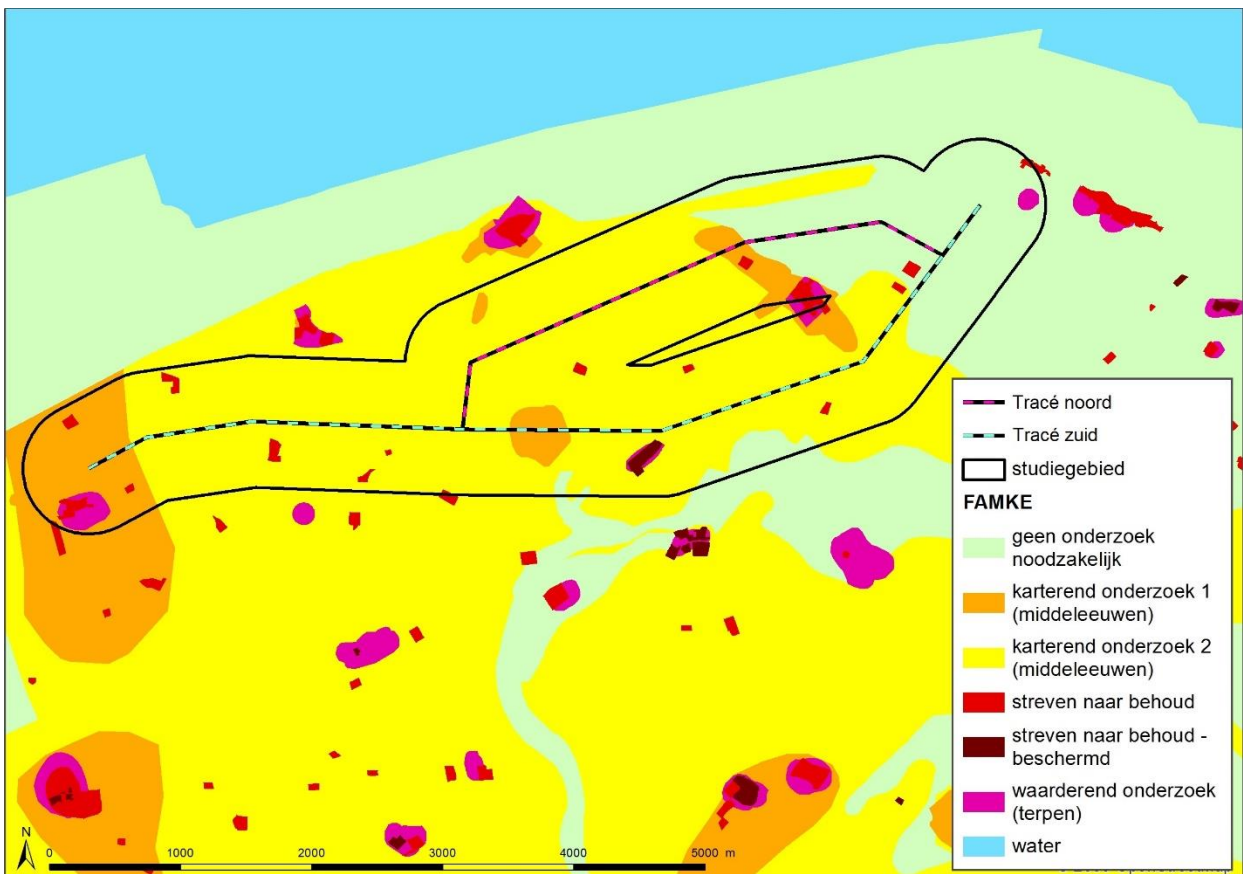 Tracé noord
Tracé zuid
studiegebied
FAMKE
geen onderzoek
noodzakelijk
karterend onderzoek 1
(middeleeuwen)
karterend onderzoek 2
(middeleeuwen)
streven naar behoud
streven naar behoud -
beschermd
waarderend onderzoek
(terpen)
water
N
0 1000 2000 3000 4000 5000 m